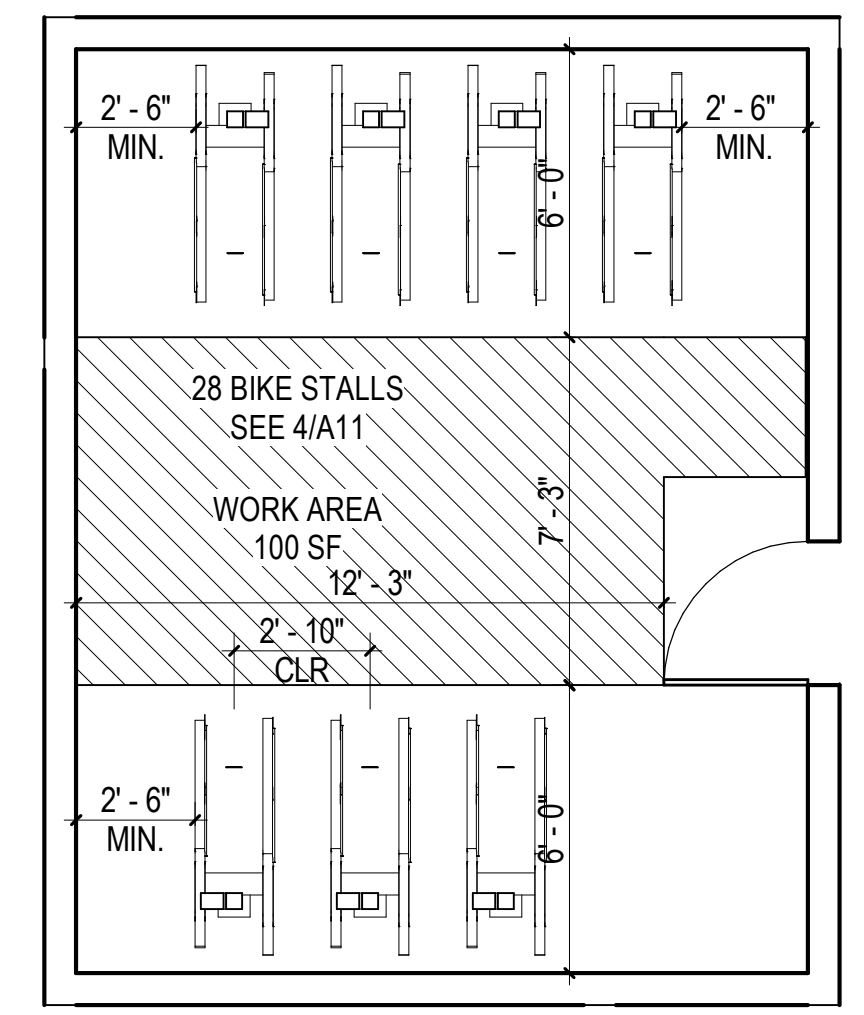 2' - 6"
MIN.
2' - 6"
MIN.
6' - 0"
28 BIKE STALLS
SEE 4/A11
WORK AREA
100 SF
7' - 3"
12' - 3"
2' - 10"
CLR
2' - 6"
MIN.
6' - 0"